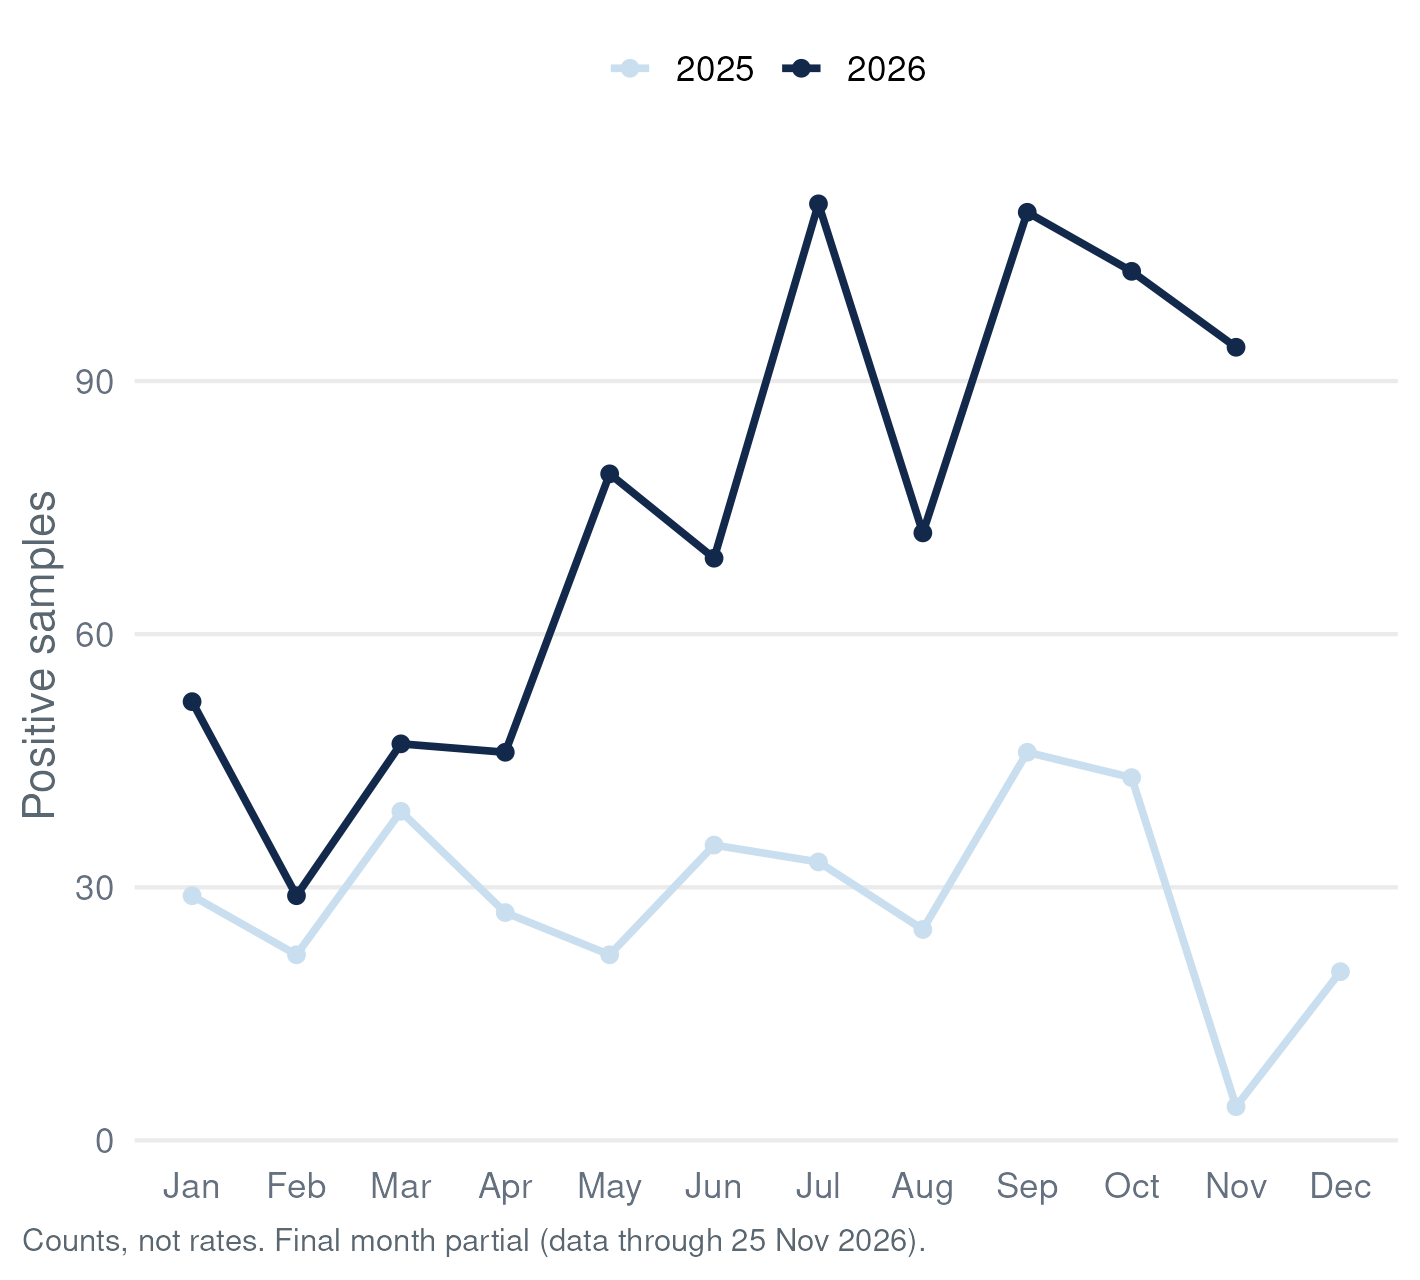 2025 2026
90
60
30
0
Positive samples
Jan Feb Mar Apr May Jun Jul Aug Sep Oct Nov Dec
Counts, not rates. Final month partial (data through 25 Nov 2026).